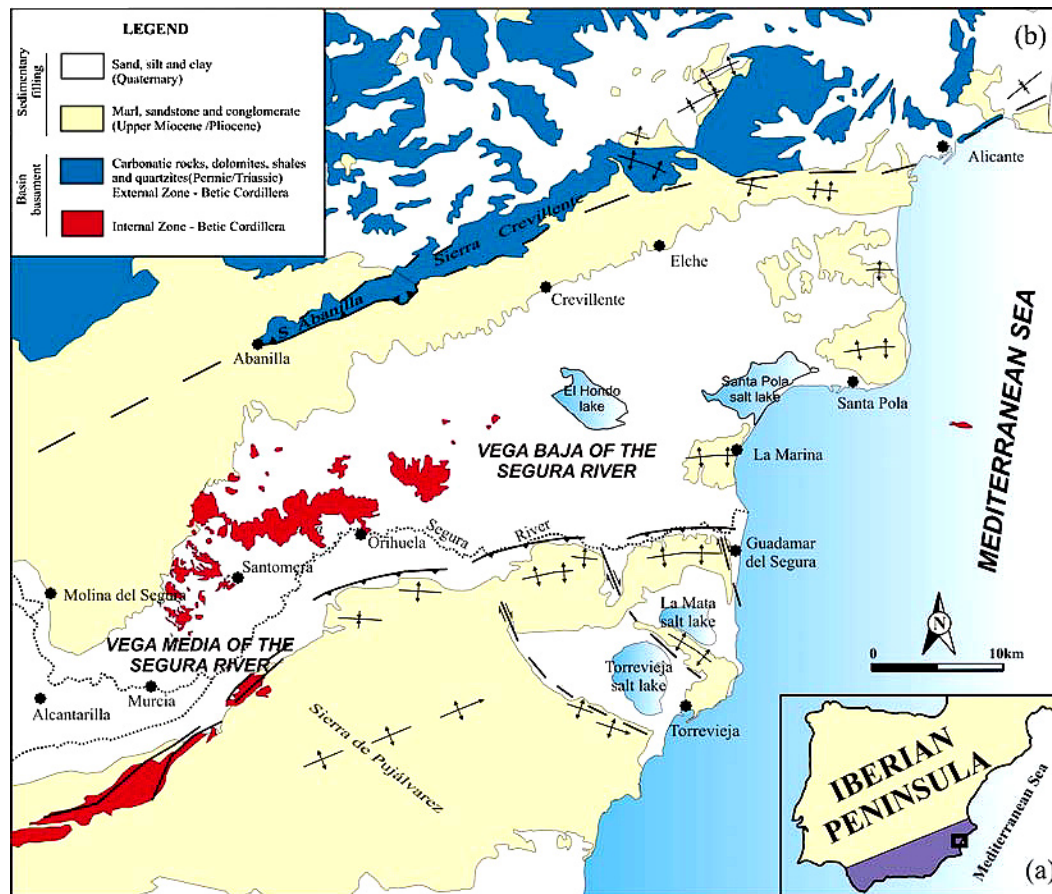 (b)
LEGEND
Sedimentary
filling
Sand, silt and clay
(Quaternary)
Marl, sandstone and conglomerate
(Upper Miocene /Pliocene)
Basin
basament
Carbonatic rocks, dolomites, shales
and quartzites(Permic/Triassic)
External Zone - Betic Cordillera
Internal Zone - Betic Cordillera
Alicante
Sierra Crevillente
Elche
Crevillente
S. Abanilla
Abanilla
MEDITERRANEAN SEA
El Hondo
lake
Santa Pola
salt lake
Santa Pola
VEGA BAJA OF THE
SEGURA RIVER
La Marina
Segura River
Orihuela
Guadamar
del Segura
Santomera
Molina del Segura
La Mata
salt lake
VEGA MEDIA OF THE
SEGURA RIVER
Torrevieja
salt lake
Murcia
Alcantarilla
Torrevieja
Sierra de Pujálvarez
N
0
10km
IBERIAN
PENINSULA
Mediterranean Sea
(a)